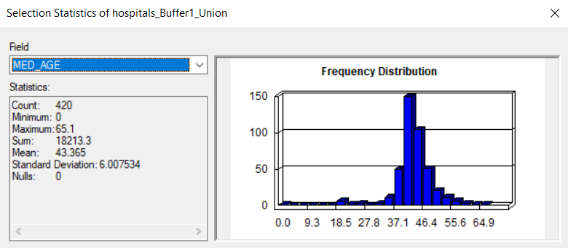 Selection Statistics of hospitals_Buffer1_Union
Field
MED_AGE
Statistics:
Count: 420
Minimum: 0
Maximum: 65.1
Sum: 18213.3
Mean: 43.365
Standard Deviation: 6.007534
Nulls: 0
Frequency Distribution
150
100
50
0
0.0 9.3 18.5 27.8 37.1 46.4 55.6 64.9